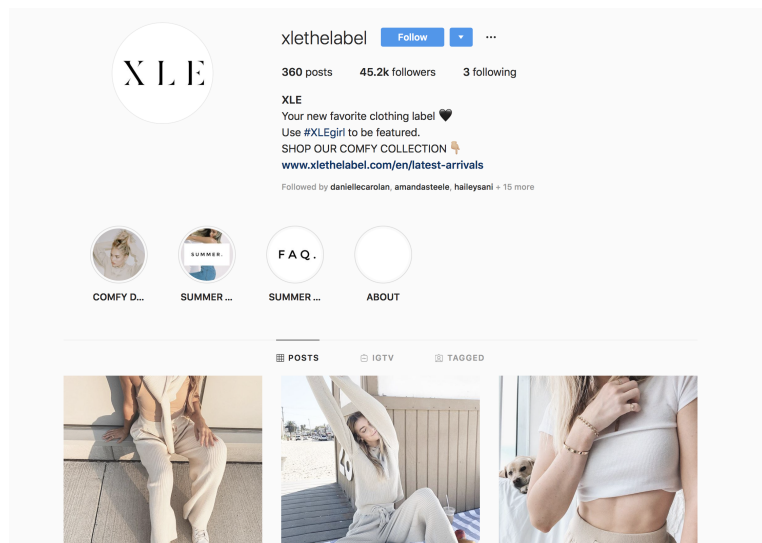 XLE
xlethelabel Follow ...
360 posts 45.2k followers 3 following
XLE
Your new favorite clothing label 🖤
Use #XLEgirl to be featured.
SHOP OUR COMFY COLLECTION 👇🏼
www.xlethelabel.com/en/latest-arrivals
Followed by daniellecarolan, amandasteele, haileysani + 15 more
SUMMER.
FAQ.
COMFY D... SUMMER ... SUMMER ... ABOUT
POSTS IGTV TAGGED